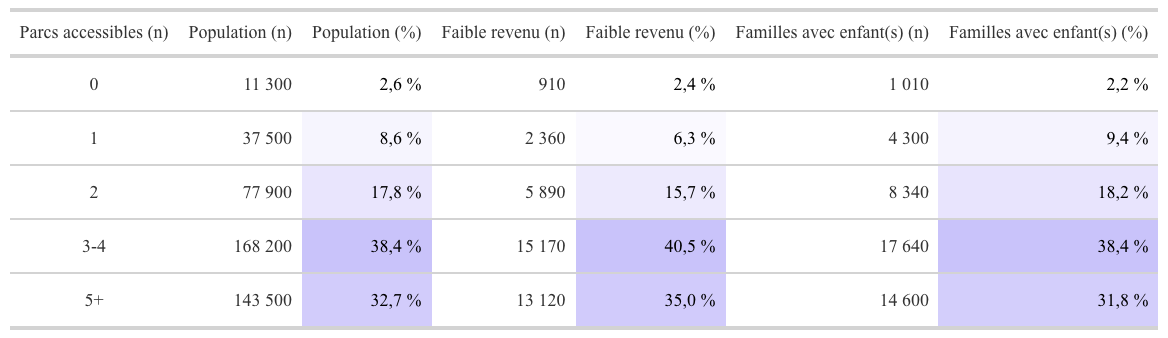 Parcs accessibles (n) Population (n) Population (%) Faible revenu (n) Faible revenu (%) Familles avec enfant(s) (n) Familles avec enfant(s) (%)
0 11 300 2,6 % 910 2,4 % 1 010 2,2 %
1 37 500 8,6 % 2 360 6,3 % 4 300 9,4 %
2 77 900 17,8 % 5 890 15,7 % 8 340 18,2 %
3-4 168 200 38,4 % 15 170 40,5 % 17 640 38,4 %
5+ 143 500 32,7 % 13 120 35,0 % 14 600 31,8 %